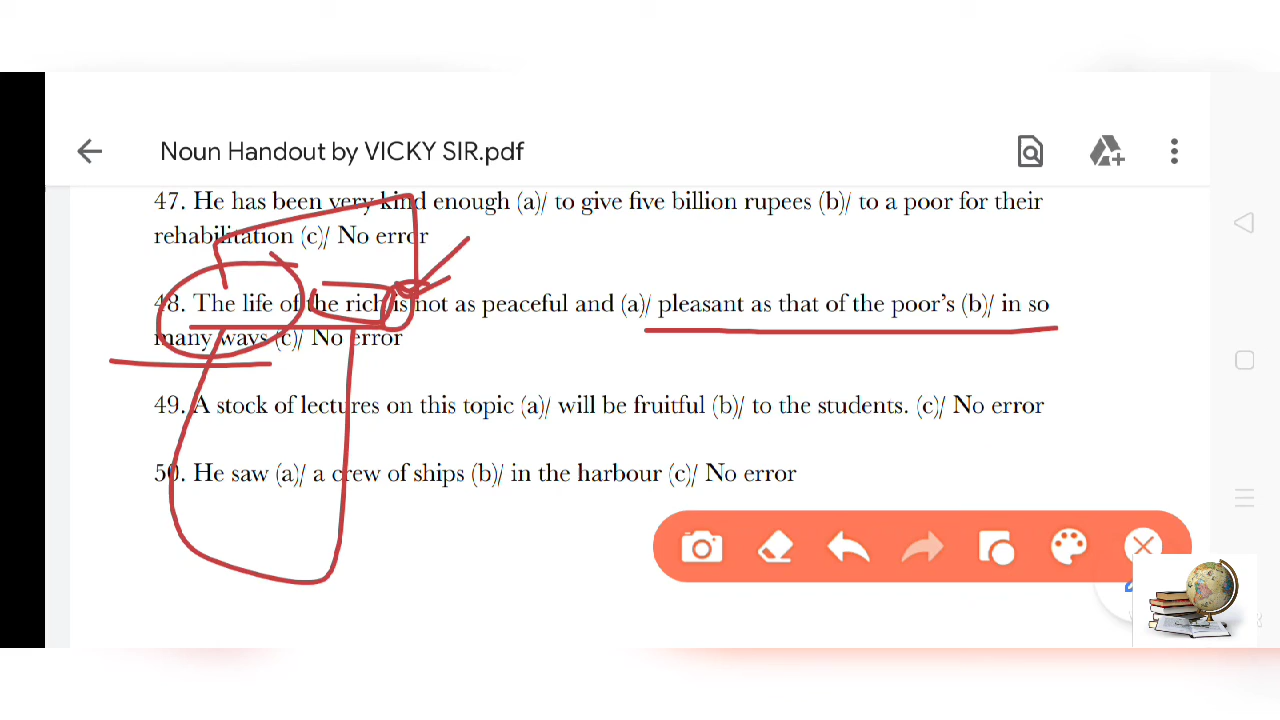 Noun Handout by VICKY SIR.pdf
47. He has been very kind enough (a)/ to give five billion rupees (b)/ to a poor for their
rehabilitation (c)/ No error
48. The life of the rich is not as peaceful and (a)/ pleasant as that of the poor's (b)/ in so
many ways (c)/ No error
49. A stock of lectures on this topic (a)/ will be fruitful (b)/ to the students. (c)/ No error
50. He saw (a)/ a crew of ships (b)/ in the harbour (c)/ No error